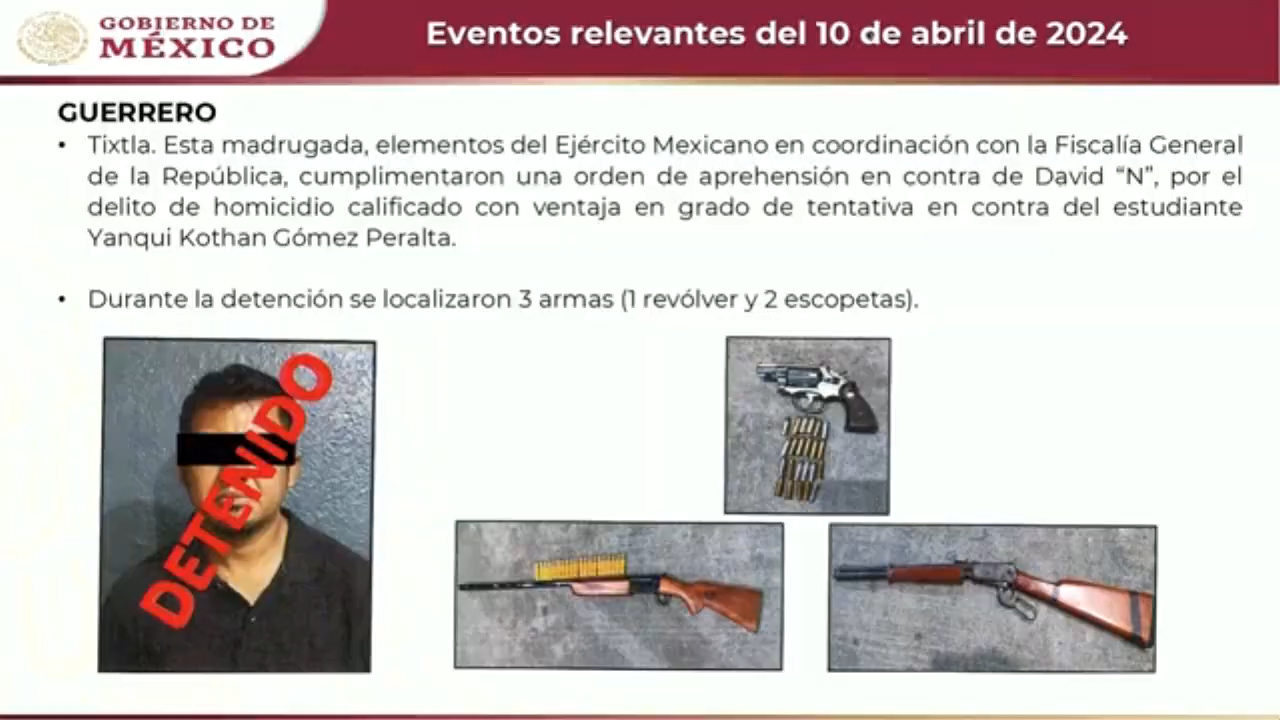 GOBIERNO DE
MÉXICO
Eventos relevantes del 10 de abril de 2024
GUERRERO
• Tixtla. Esta madrugada, elementos del Ejército Mexicano en coordinación con la Fiscalía General
de la República, cumplimentaron una orden de aprehensión en contra de David “N”, por el
delito de homicidio calificado con ventaja en grado de tentativa en contra del estudiante
Yanqui Kothan Gómez Peralta.
• Durante la detención se localizaron 3 armas (1 revólver y 2 escopetas).
DETENIDO